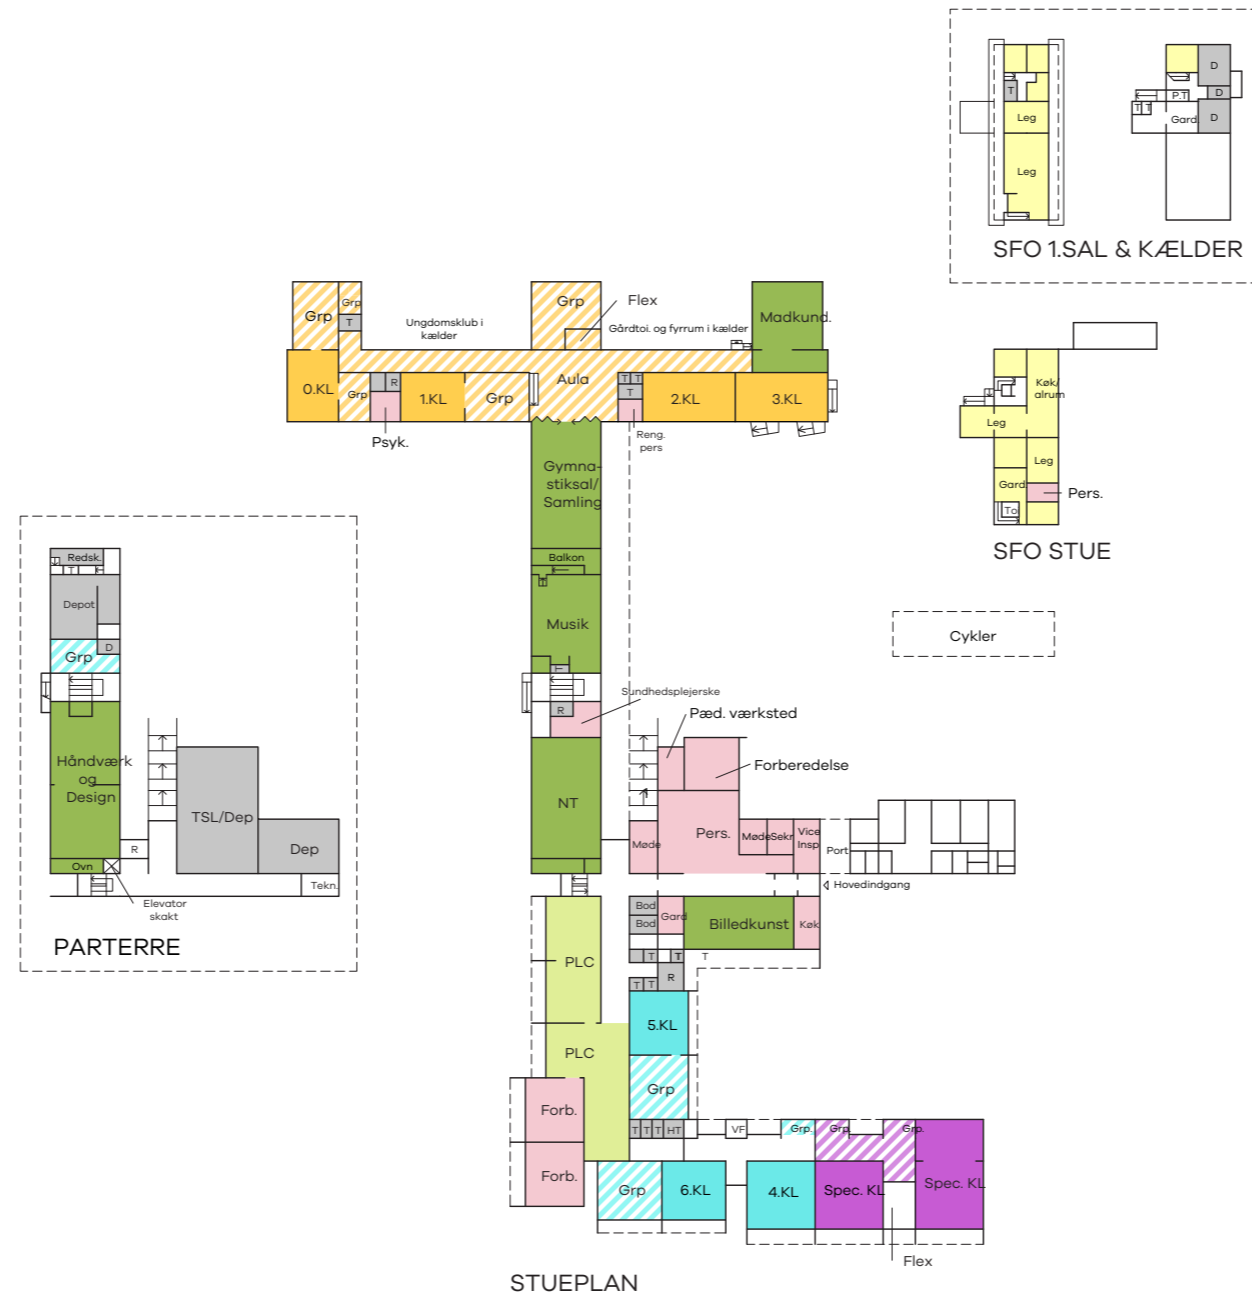 T
Leg
Leg
D
D
P.T
T T
Gard.
D
SFO 1.SAL & KÆLDER
Grp
Grp
T
Ungdomsklub i
kælder
Grp
Flex
Gårdtoi. og fyrrum i kælder
Madkund.
0.KL
Grp
R
1.KL
Grp
Aula
T T
T
2.KL
3.KL
Psyk.
Reng.
pers
Køk/
alrum
Leg
Leg
Gard
To
Pers.
SFO STUE
Gymna-
stiksal/
Samling
Balkon
Musik
T
Sundhedsplejerske
R
NT
Cykler
Redsk.
T
Depot
D
Grp
Håndværk
og
Design
TSL/Dep
Dep
R
Ovn
Tekn.
Elevator
skakt
PARTERRE
Pæd. værksted
Forberedelse
Møde
Pers.
Møde
Sekr
Vice
Insp
Port
Hovedindgang
Bod
Bod
Gard
Billedkunst
Køk
T
T
T
T T
R
PLC
5.KL
PLC
Grp
Forb.
T T T HT
VF
Grp.
Grp.
Grp.
Forb.
Grp
6.KL
4.KL
Spec. KL
Spec. KL
Flex
STUEPLAN